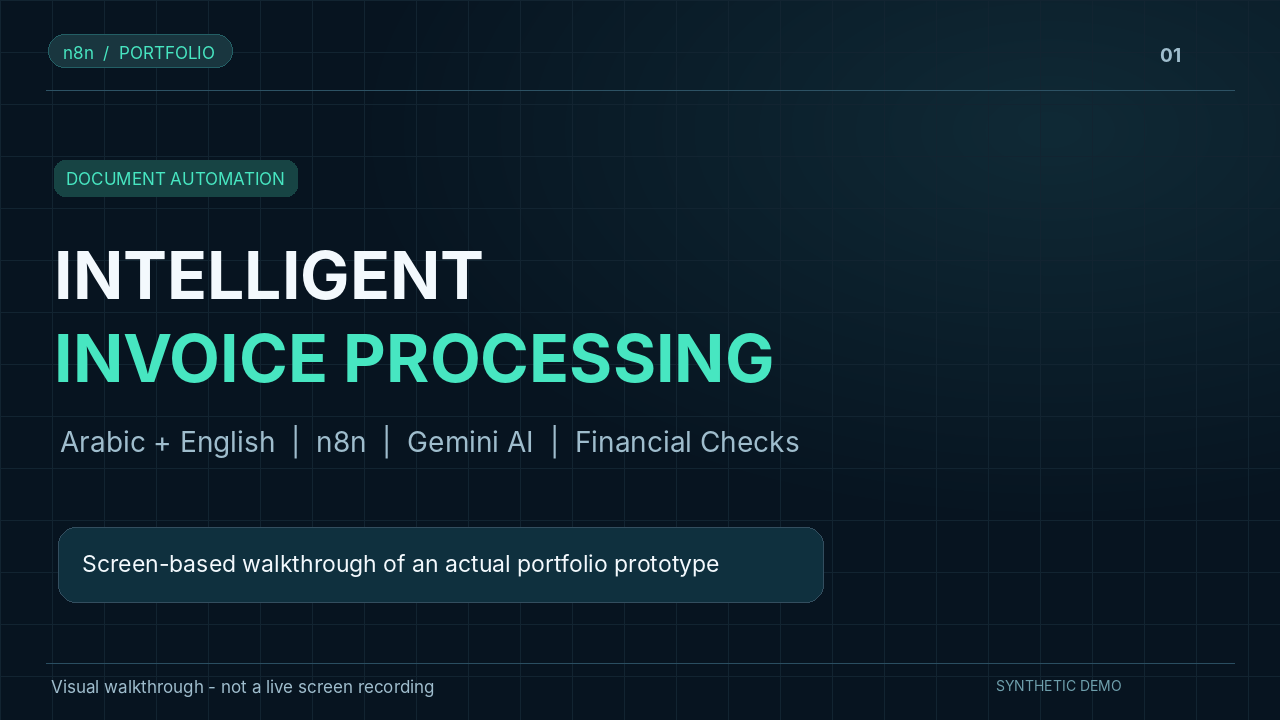 n8n / PORTFOLIO
01
DOCUMENT AUTOMATION
INTELLIGENT
INVOICE PROCESSING
Arabic + English | n8n | Gemini AI | Financial Checks
Screen-based walkthrough of an actual portfolio prototype
Visual walkthrough - not a live screen recording
SYNTHETIC DEMO